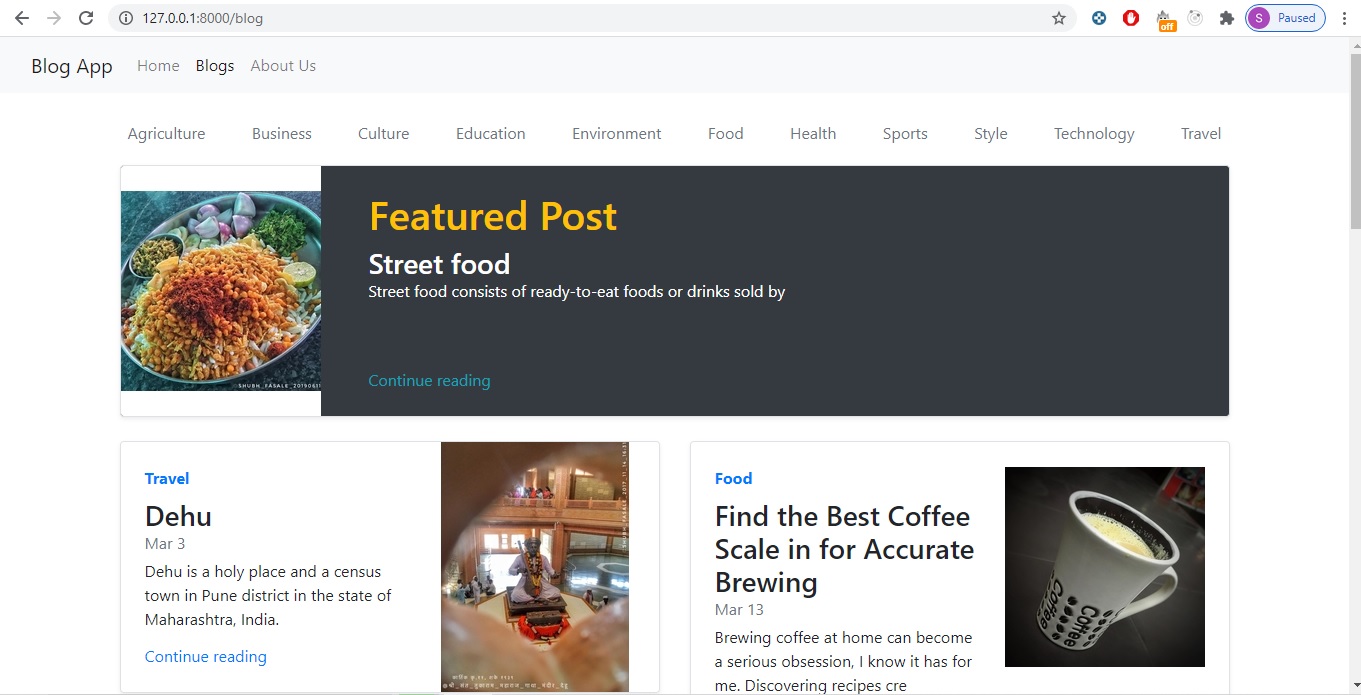 127.0.0.1:8000/blog
off
S Paused
Blog App Home Blogs About Us
Agriculture Business Culture Education Environment Food Health Sports Style Technology Travel
Featured Post
Street food
Street food consists of ready-to-eat foods or drinks sold by
SHUBH_FASALE_20190611
Continue reading
Travel
Dehu
Mar 3
Dehu is a holy place and a census
town in Pune district in the state of
Maharashtra, India.
Continue reading
Food
Find the Best Coffee
Scale in for Accurate
Brewing
Mar 13
Brewing coffee at home can become
a serious obsession, I know it has for
me. Discovering recipes cre
Coffee
Coffee